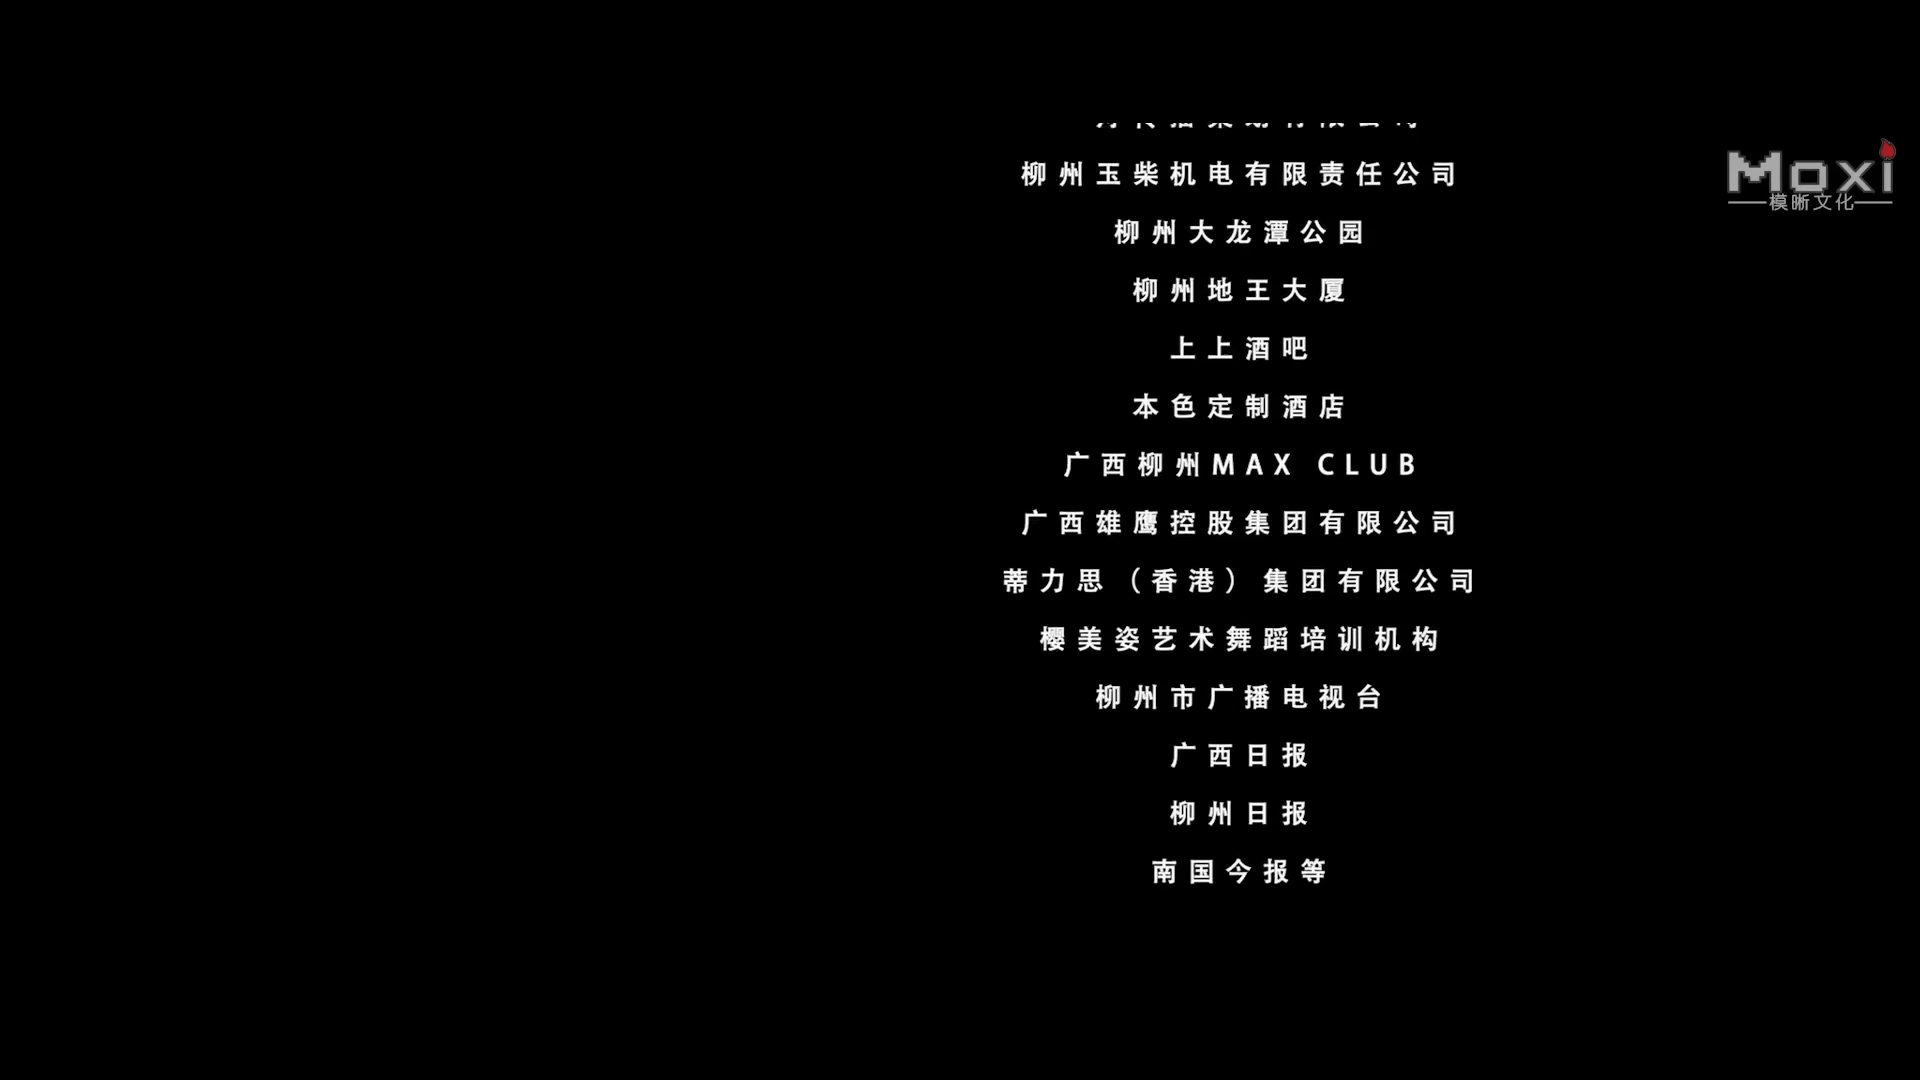 柳州玉柴机电有限责任公司
Moxi
模晰文化
柳州大龙潭公园
柳州地王大厦
上上酒吧
本色定制酒店
广西柳州MAX CLUB
广西雄鹰控股集团有限公司
蒂力思（香港）集团有限公司
樱美姿艺术舞蹈培训机构
柳州市广播电视台
广西日报
柳州日报
南国今报等